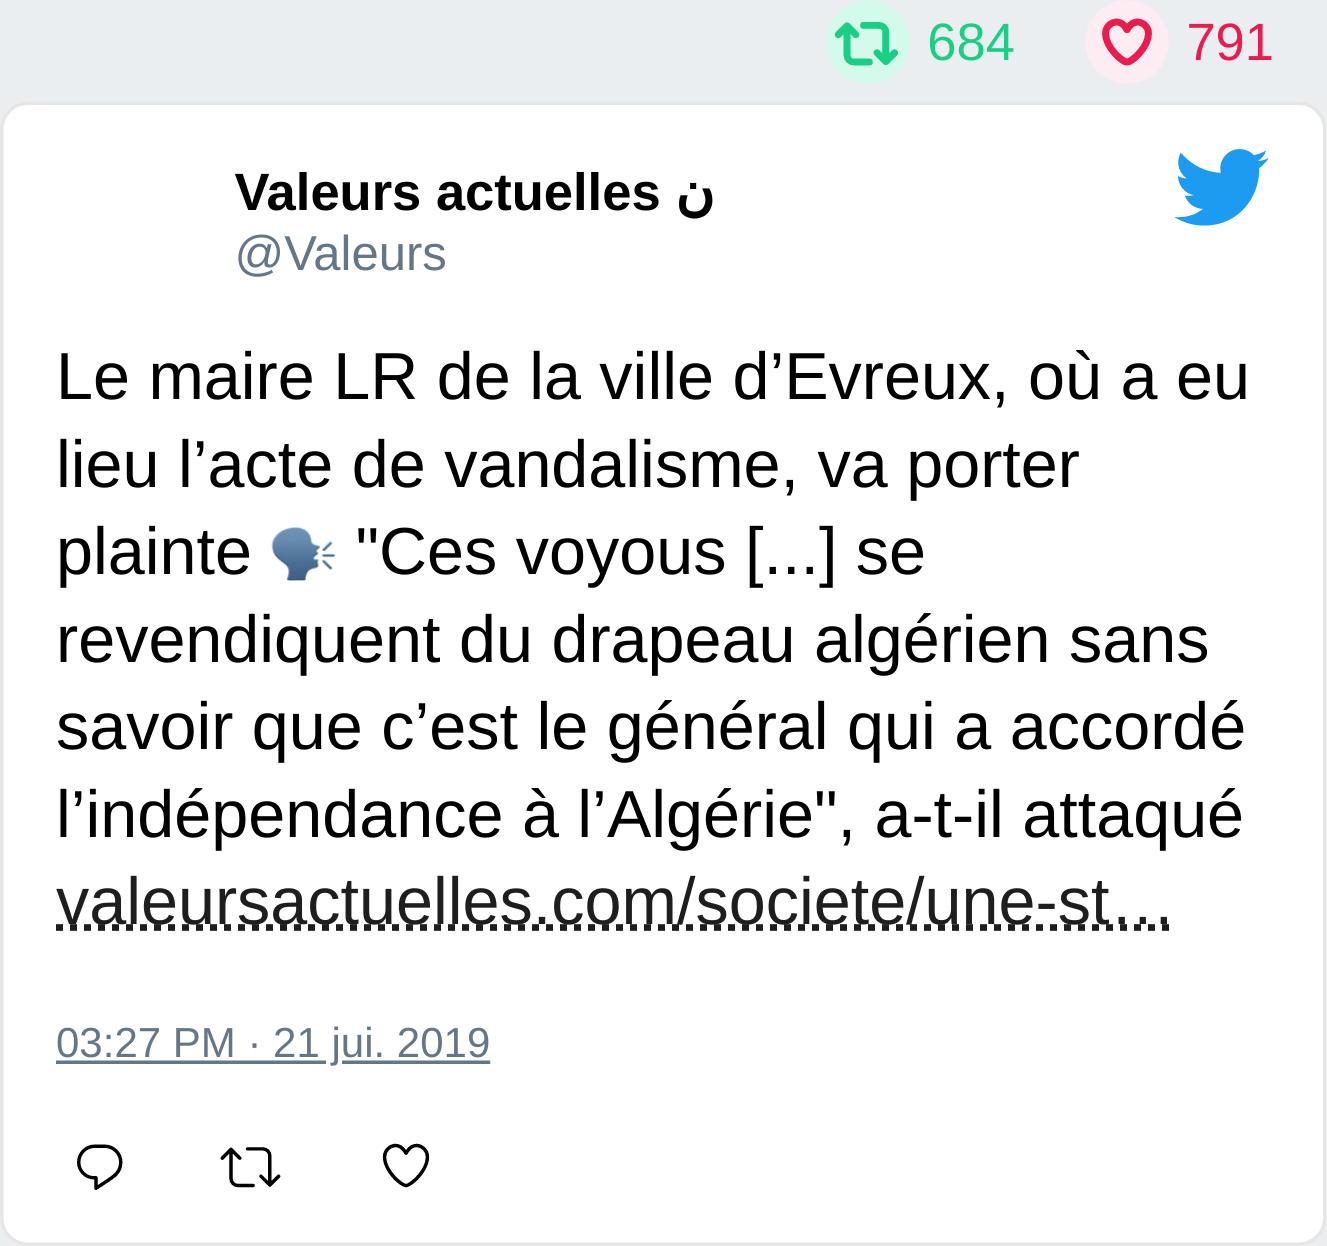 684 791
Valeurs actuelles ن
@Valeurs
Le maire LR de la ville d’Evreux, où a eu
lieu l’acte de vandalisme, va porter
plainte 🗣 "Ces voyous [...] se
revendiquent du drapeau algérien sans
savoir que c’est le général qui a accordé
l’indépendance à l’Algérie", a-t-il attaqué
valeursactuelles.com/societe/une-st…
03:27 PM · 21 jui. 2019